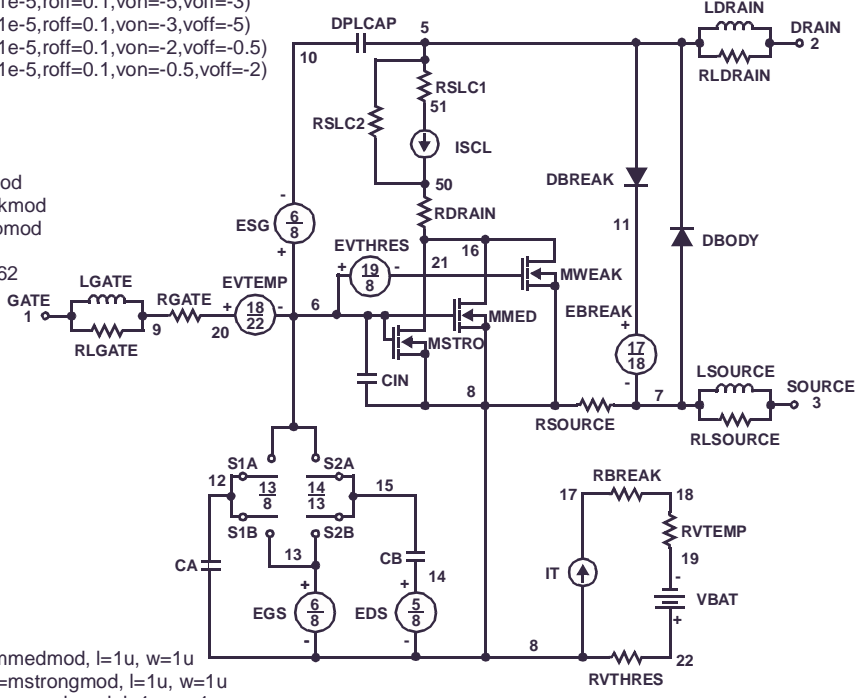 1e-5,roff=0.1,von=-5,voff=-3)
1e-5,roff=0.1,von=-3,voff=-5)
1e-5,roff=0.1,von=-2,voff=-0.5)
1e-5,roff=0.1,von=-0.5,voff=-2)
od
kmod
omod
62
LDRAIN
DPLCAP 5 DRAIN
10 2
RLDRAIN
RSLC1
51
RSLC2
ISCL
50
DBREAK
RDRAIN
-
ESG 6 8
+
11
DBODY
EVTHRES
16
21
+ 19 8 -
MWEAK
LGATE
EVTEMP
GATE
1
RGATE
+ 18 22 -
6
EBREAK
+
MMED
9
20
RLGATE
MSTRO
17 18
-
CIN
LSOURCE
8
7
SOURCE
3
RSOURCE
RLSOURCE
S1A S2A
12
13 8
14 13
15
RBREAK
17
18
S1B S2B
RVTEMP
13
CB
19
CA
14
IT
-
+ +
VBAT
EGS 6 8
EDS 5 8
+
- -
8
22
RVTHRES
mmedmod, l=1u, w=1u
=mstrongmod, l=1u, w=1u